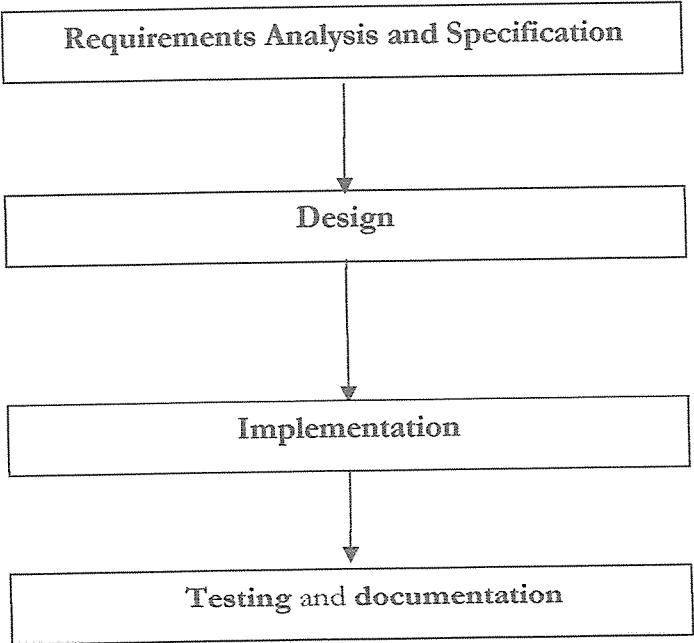 Requirements Analysis and Specification
Design
Implementation
Testing and documentation